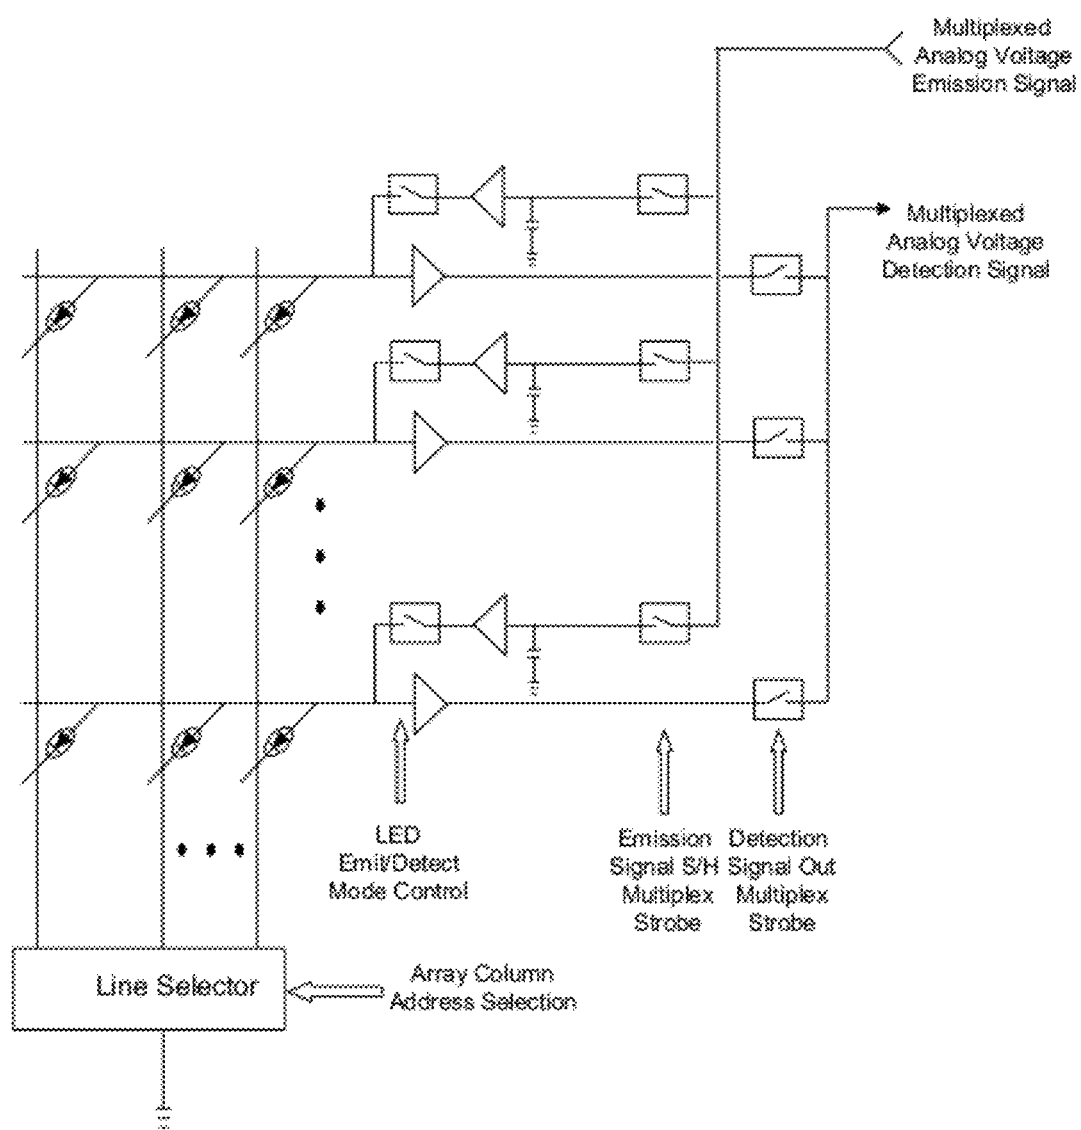 Multiplexed
Analog Voltage
Emission Signal
Multiplexed
Analog Voltage
Detection Signal
LED
Emit/Detect
Mode Control
Emission
Signal S/H
Multiplex
Strobe
Detection
Signal Out
Multiplex
Strobe
Line Selector
Array Column
Address Selection